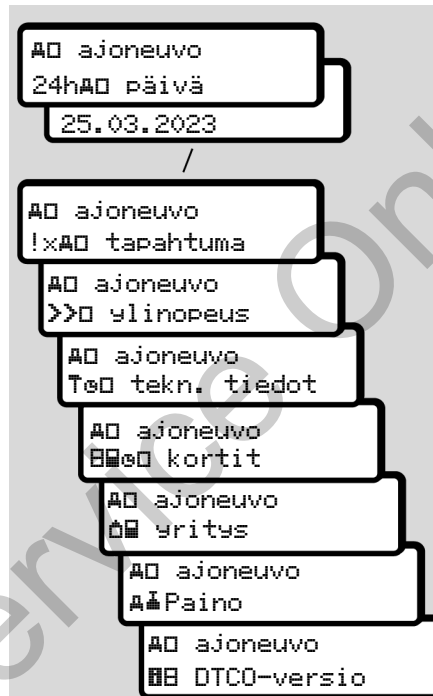 ajoneuvo
24h päivä
25.03.2023
/
ajoneuvo
!x tapahtuma
ajoneuvo
>> ylinopeus
ajoneuvo
tekn. tiedot
ajoneuvo
kortit
ajoneuvo
yritys
ajoneuvo
Paino
ajoneuvo
DTCO-versio